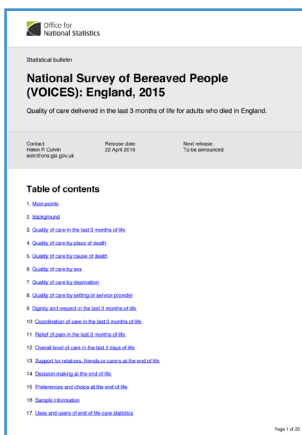 Office for
National Statistics
Statistical bulletin
National Survey of Bereaved People
(VOICES): England, 2015
Quality of care delivered in the last 3 months of life for adults who died in England.
Contact:
Helen P Colvin
eolc@ons.gsi.gov.uk
Release date:
22 April 2016
Next release:
To be announced
Table of contents
1. Main points
2. Background
3. Quality of care in the last 3 months of life
4. Quality of care by place of death
5. Quality of care by cause of death
6. Quality of care by sex
7. Quality of care by deprivation
8. Quality of care by setting or service provider
9. Dignity and respect in the last 3 months of life
10. Coordination of care in the last 3 months of life
11. Relief of pain in the last 3 months of life
12. Overall level of care in the last 2 days of life
13. Support for relatives, friends or carers at the end of life
14. Decision making at the end of life
15. Preferences and choice at the end of life
16. Sample information
17. Uses and users of end of life care statistics
Page 1 of 20